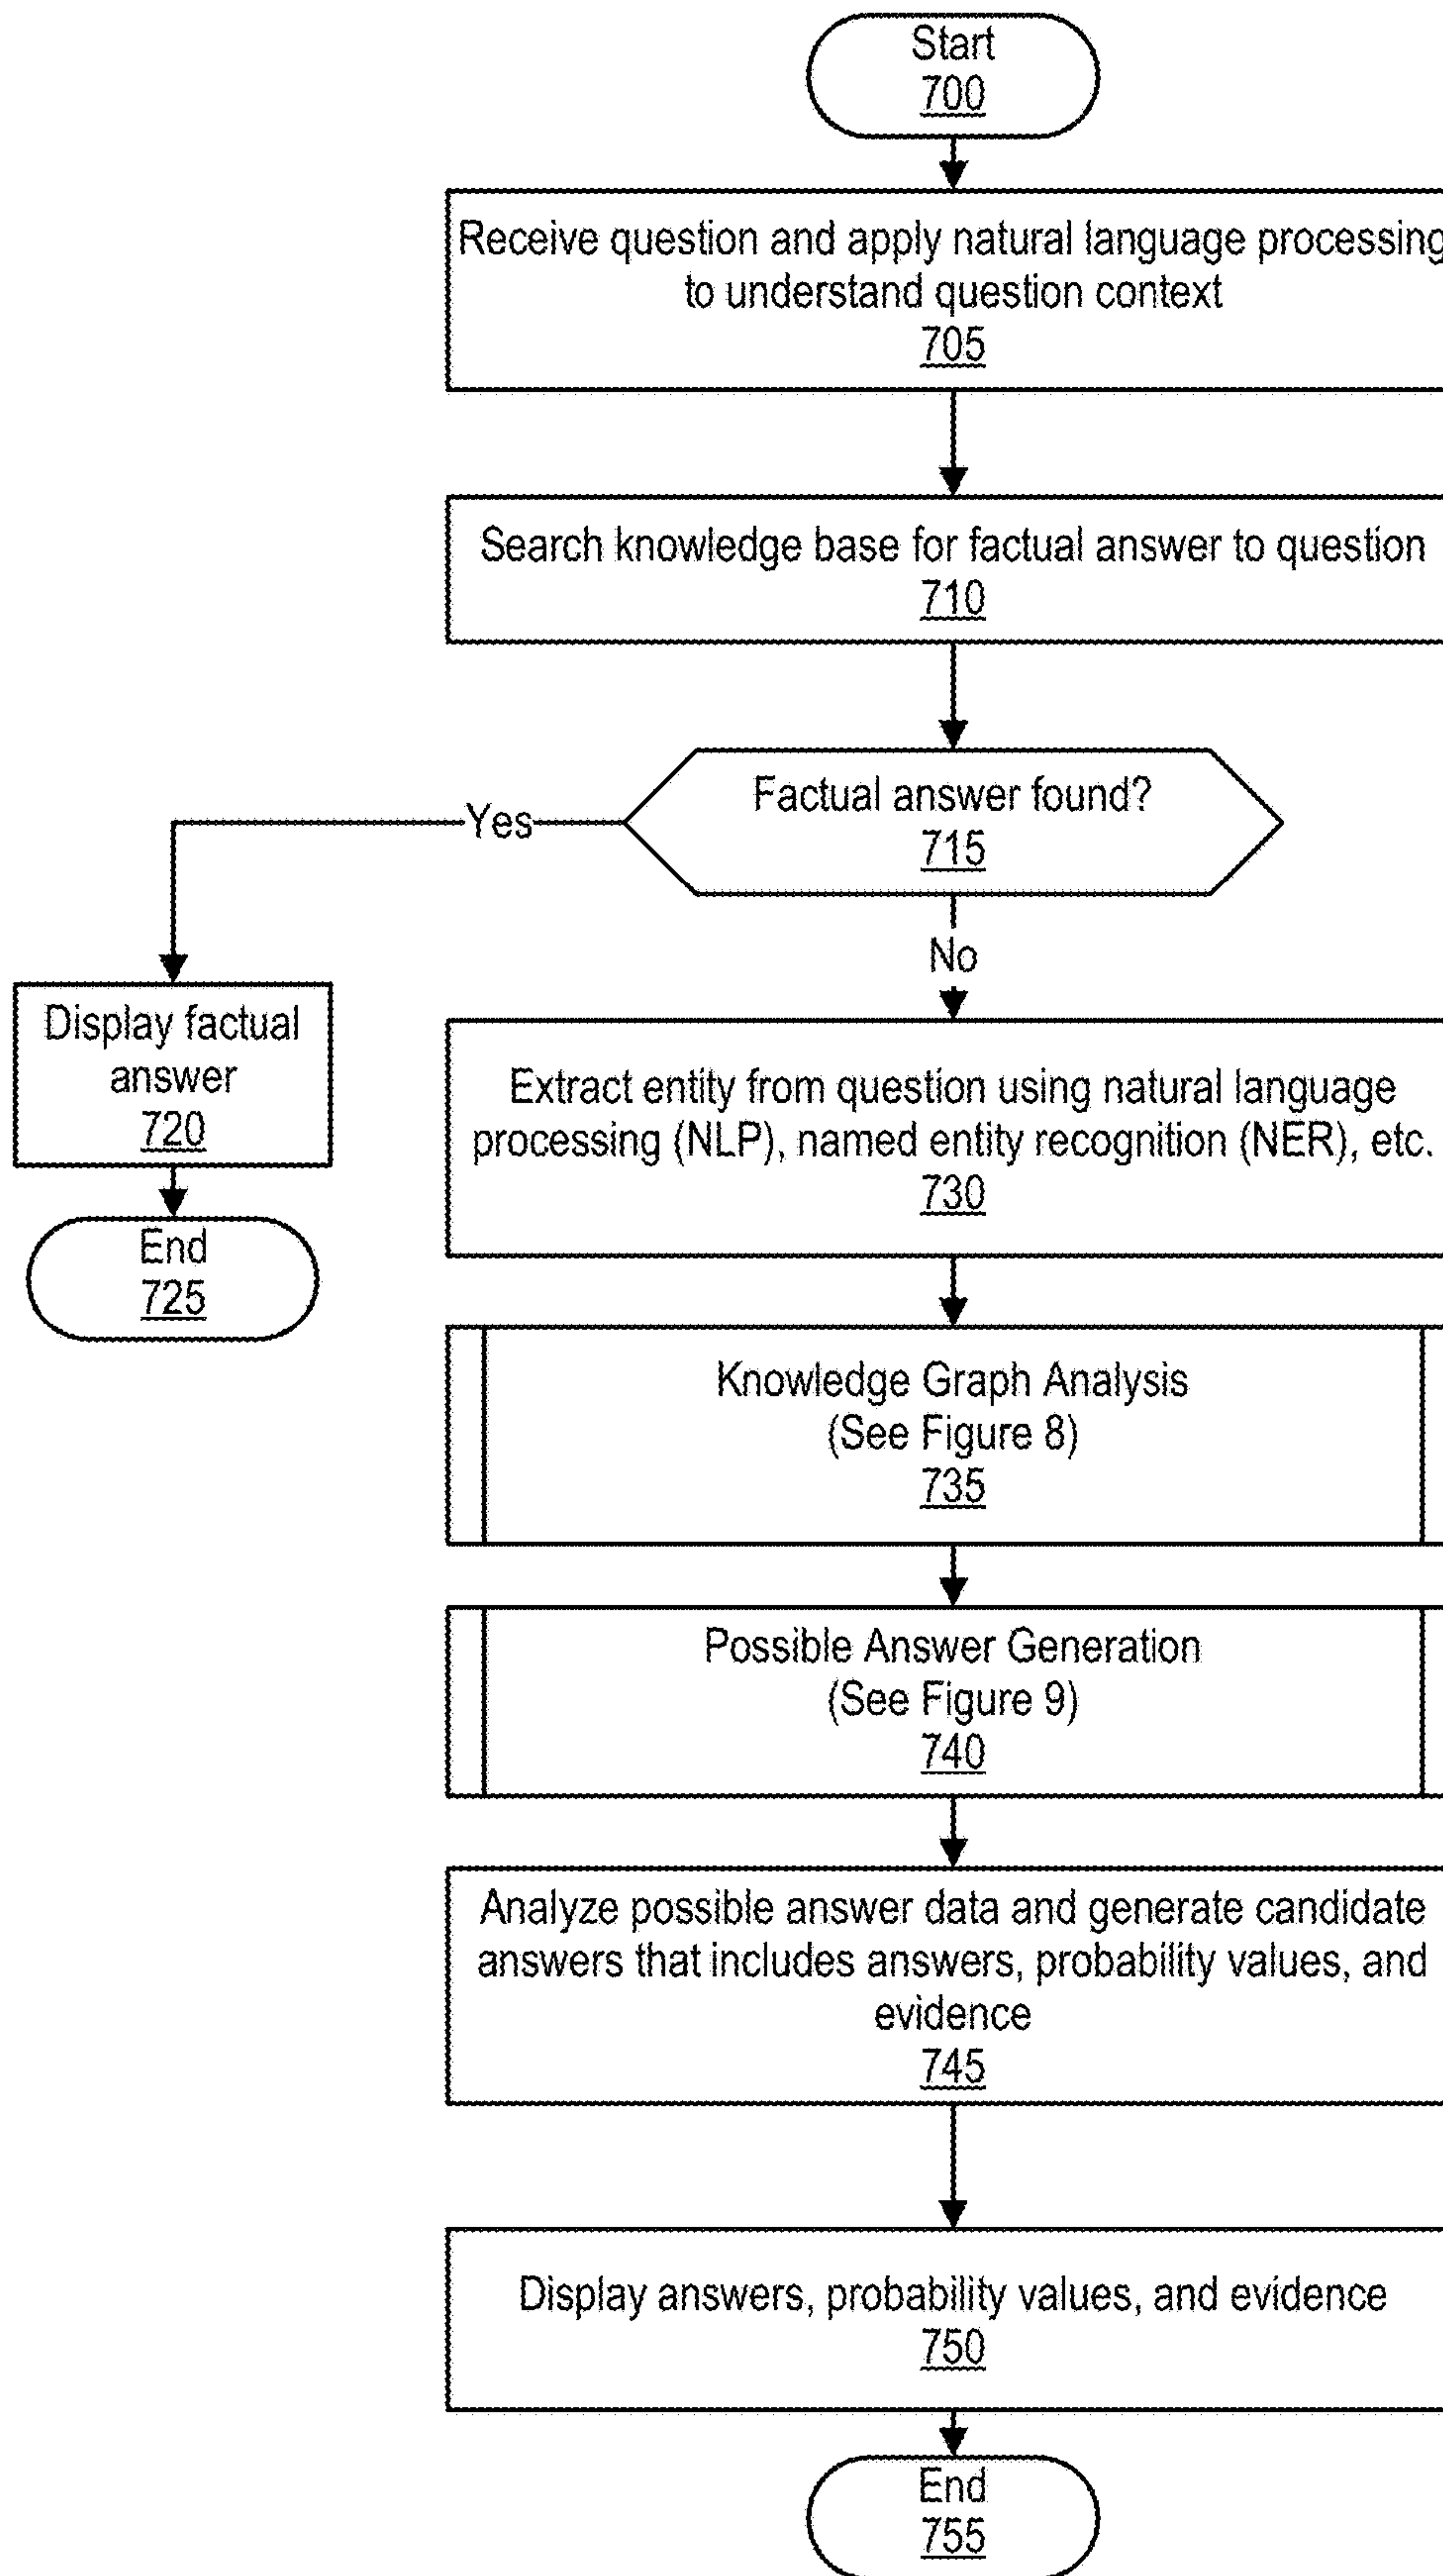 Start
700
Receive question and apply natural language processing
to understand question context
705
Search knowledge base for factual answer to question
710
Factual answer found?
715
Yes
No
Display factual
answer
720
End
725
Extract entity from question using natural language
processing (NLP), named entity recognition (NER), etc.
730
Knowledge Graph Analysis
(See Figure 8)
735
Possible Answer Generation
(See Figure 9)
740
Analyze possible answer data and generate candidate
answers that includes answers, probability values, and
evidence
745
Display answers, probability values, and evidence
750
End
755